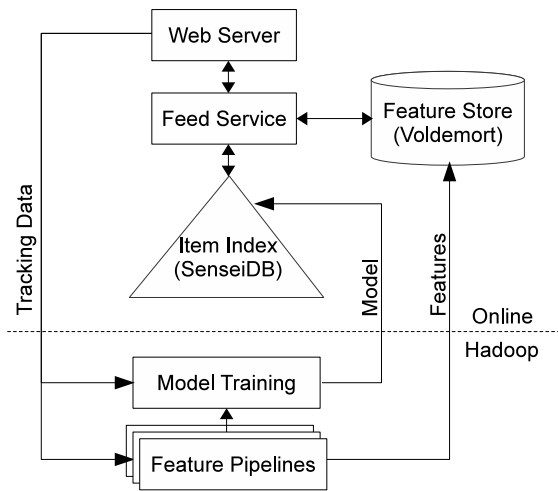 Web Server
Feed Service
Feature Store
(Voldemort)
Item Index
(SenseiDB)
Tracking Data
Model
Features
Online
Hadoop
Model Training
Feature Pipelines